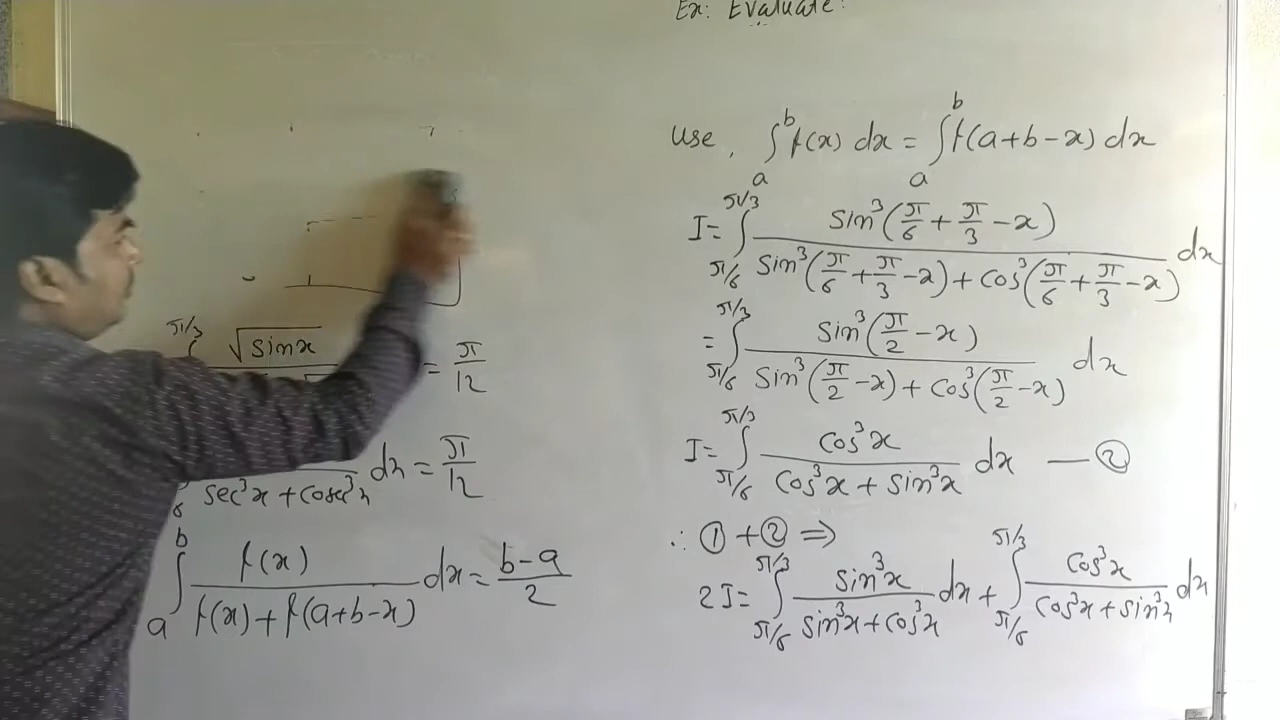 Ex: Evaluate:
√sinx
π/3 = π/12
dx = π/12
sec³x + cosec³x
∫_a^b f(x)/(f(x)+f(a+b-x)) dx = (b-a)/2
Use, ∫_a^b f(x) dx = ∫_a^b f(a+b-x) dx
I = ∫_{π/6}^{π/3} sin³(π/6 + π/3 - x)/(sin³(π/6 + π/3 - x) + cos³(π/6 + π/3 - x)) dx
= ∫_{π/6}^{π/3} sin³(π/2 - x)/(sin³(π/2 - x) + cos³(π/2 - x)) dx
I = ∫_{π/6}^{π/3} cos³x/(cos³x + sin³x) dx — ②
∴ ① + ② ⇒
2I = ∫_{π/6}^{π/3} sin³x/(sin³x + cos³x) dx + ∫_{π/6}^{π/3} cos³x/(cos³x + sin³x) dx